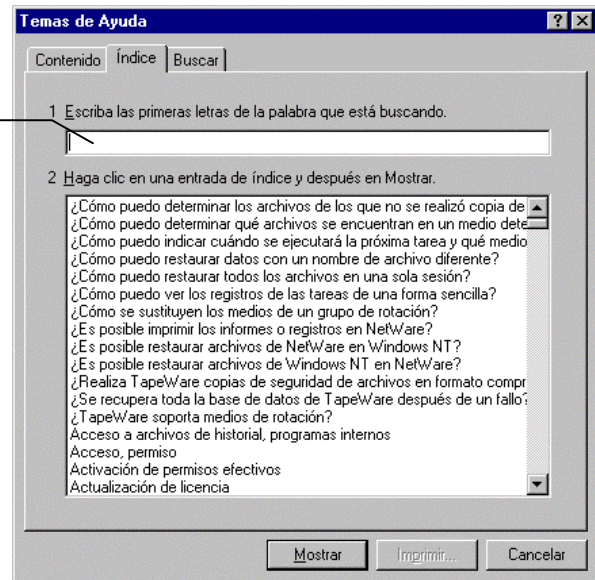 Temas de Ayuda
Contenido Índice Buscar
1 Escriba las primeras letras de la palabra que está buscando.
2 Haga clic en una entrada de índice y después en Mostrar.
¿Cómo puedo determinar los archivos de los que no se realizó copia de
¿Cómo puedo determinar qué archivos se encuentran en un medio dete
¿Cómo puedo indicar cuándo se ejecutará la próxima tarea y qué medio
¿Cómo puedo restaurar datos con un nombre de archivo diferente?
¿Cómo puedo restaurar todos los archivos en una sola sesión?
¿Cómo puedo ver los registros de las tareas de una forma sencilla?
¿Cómo se sustituyen los medios de un grupo de rotación?
¿Es posible imprimir los informes o registros en NetWare?
¿Es posible restaurar archivos de NetWare en Windows NT?
¿Es posible restaurar archivos de Windows NT en NetWare?
¿Realiza TapeWare copias de seguridad de archivos en formato compr
¿Se recupera toda la base de datos de TapeWare después de un fallo?
¿TapeWare soporta medios de rotación?
Acceso a archivos de historial, programas internos
Acceso, permiso
Activación de permisos efectivos
Actualización de licencia
Mostrar Imprimir... Cancelar